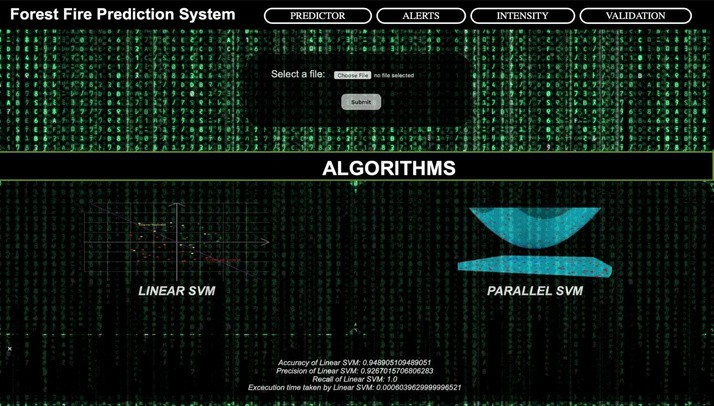 Forest Fire Prediction System
PREDICTOR
ALERTS
INTENSITY
VALIDATION
Select a file: Choose File no file selected
Submit
ALGORITHMS
LINEAR SVM
PARALLEL SVM
Accuracy of Linear SVM: 0.948905109489051
Precision of Linear SVM: 0.9267015706806283
Recall of Linear SVM: 1.0
Excecution time taken by Linear SVM: 0.0006039629999996521